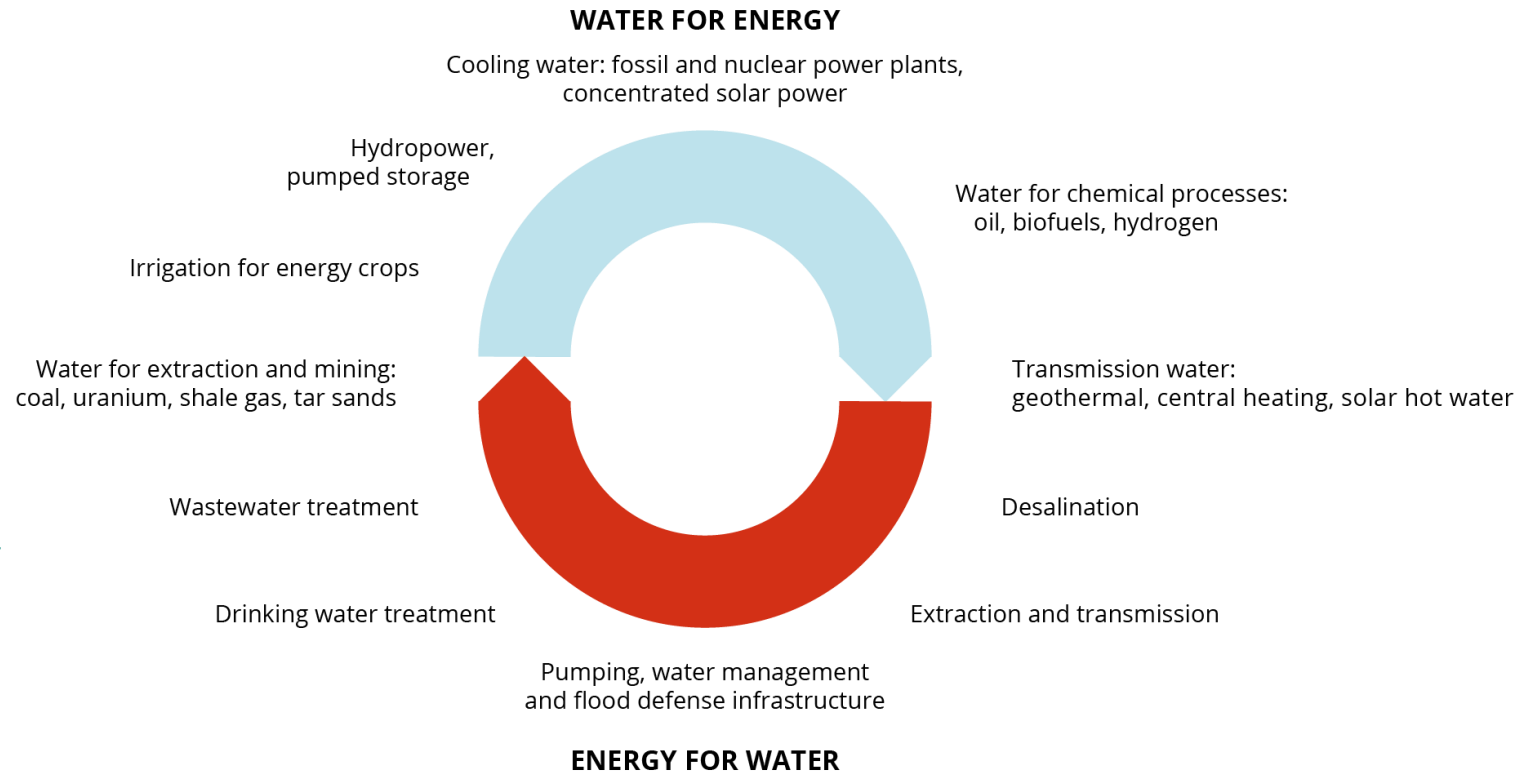 WATER FOR ENERGY
Cooling water: fossil and nuclear power plants,
concentrated solar power
Hydropower,
pumped storage
Water for chemical processes:
oil, biofuels, hydrogen
Irrigation for energy crops
Water for extraction and mining:
coal, uranium, shale gas, tar sands
Transmission water:
geothermal, central heating, solar hot water
Wastewater treatment
Desalination
Drinking water treatment
Extraction and transmission
Pumping, water management
and flood defense infrastructure
ENERGY FOR WATER